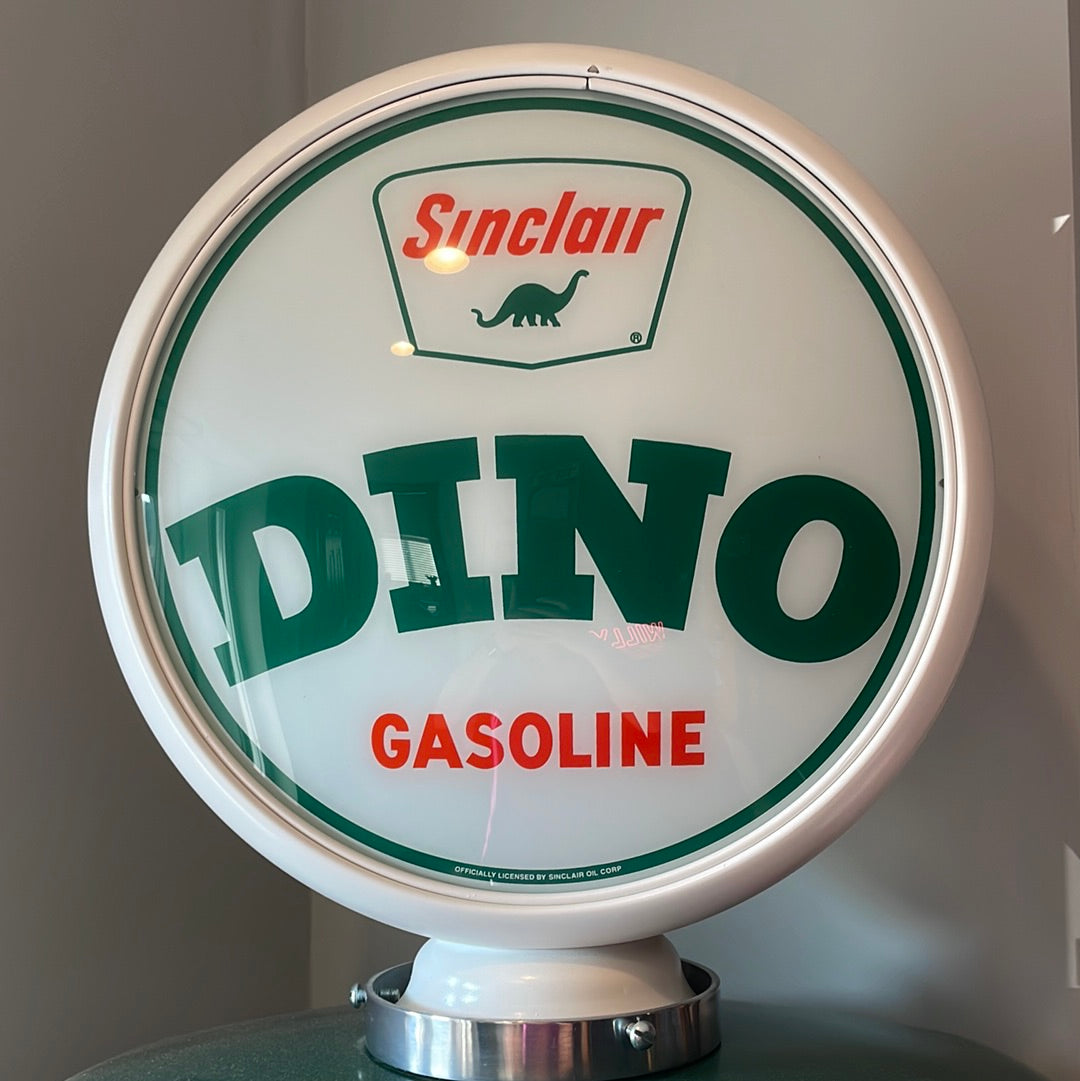 Sinclair
®
DINO
GASOLINE
OFFICIALLY LICENSED BY SINCLAIR OIL CORP